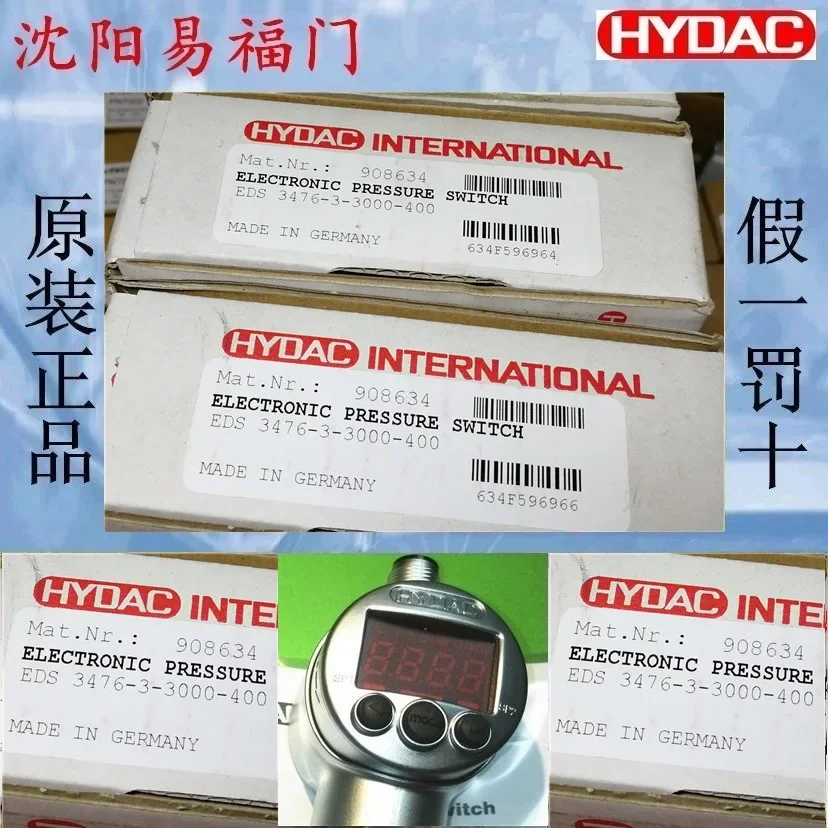 沈阳易福门
HYDAC
原装正品
假一罚十
HYDAC INTERNATIONAL
Mat.Nr.: 908634
ELECTRONIC PRESSURE SWITCH
EDS 3476-3-3000-400
MADE IN GERMANY
634F596964
HYDAC INTERNATIONAL
Mat.Nr.: 908634
ELECTRONIC PRESSURE SWITCH
EDS 3476-3-3000-400
MADE IN GERMANY
634F596966
HYDAC INTER
Mat.Nr.: 908634
ELECTRONIC PRESSURE
EDS 3476-3-3000-400
MADE IN GERMANY
HYDAC
8888
SP1
SP2
mode
witch
HYDAC INTE
Mat.Nr.: 908634
ELECTRONIC PRESSURE
EDS 3476-3-3000-400
MADE IN GERMANY